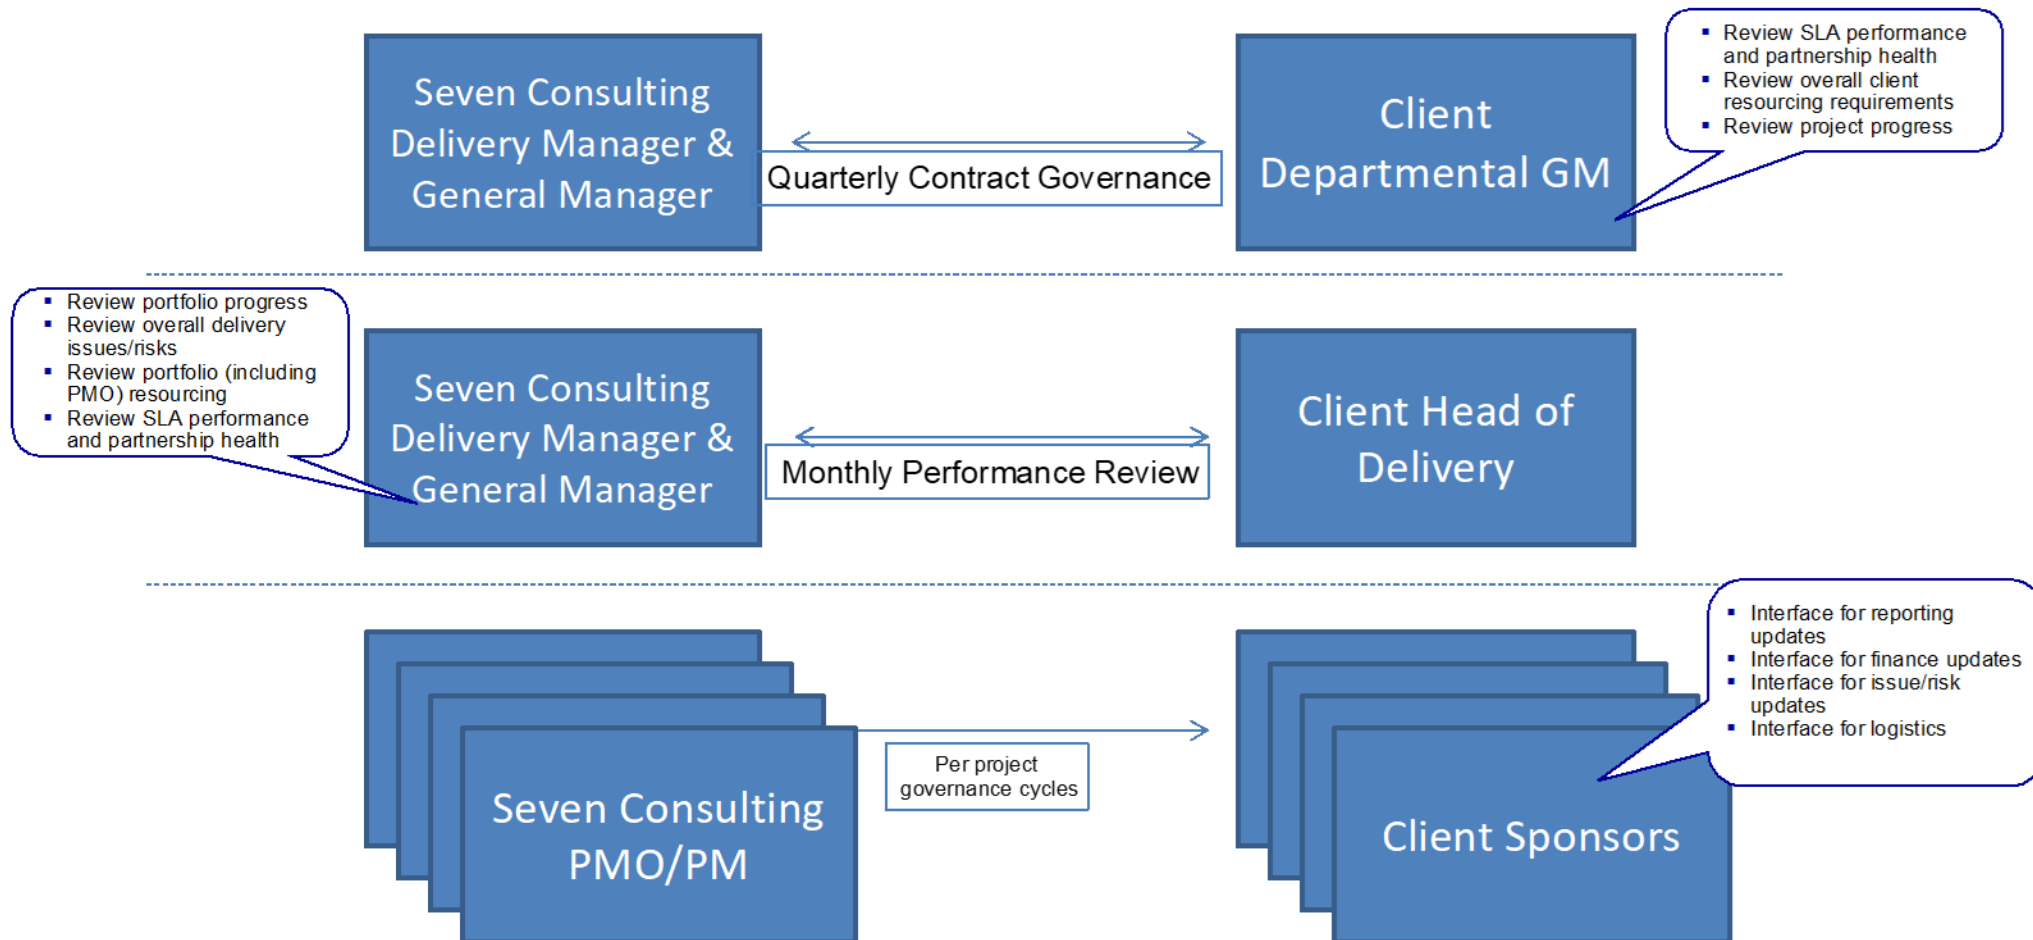 Seven Consulting
Delivery Manager &
General Manager
Quarterly Contract Governance
Client
Departmental GM
▪ Review SLA performance
and partnership health
▪ Review overall client
resourcing requirements
▪ Review project progress
▪ Review portfolio progress
▪ Review overall delivery
issues/risks
▪ Review portfolio (including
PMO) resourcing
▪ Review SLA performance
and partnership health
Seven Consulting
Delivery Manager &
General Manager
Monthly Performance Review
Client Head of
Delivery
Seven Consulting
PMO/PM
Per project
governance cycles
Client Sponsors
▪ Interface for reporting
updates
▪ Interface for finance updates
▪ Interface for issue/risk
updates
▪ Interface for logistics